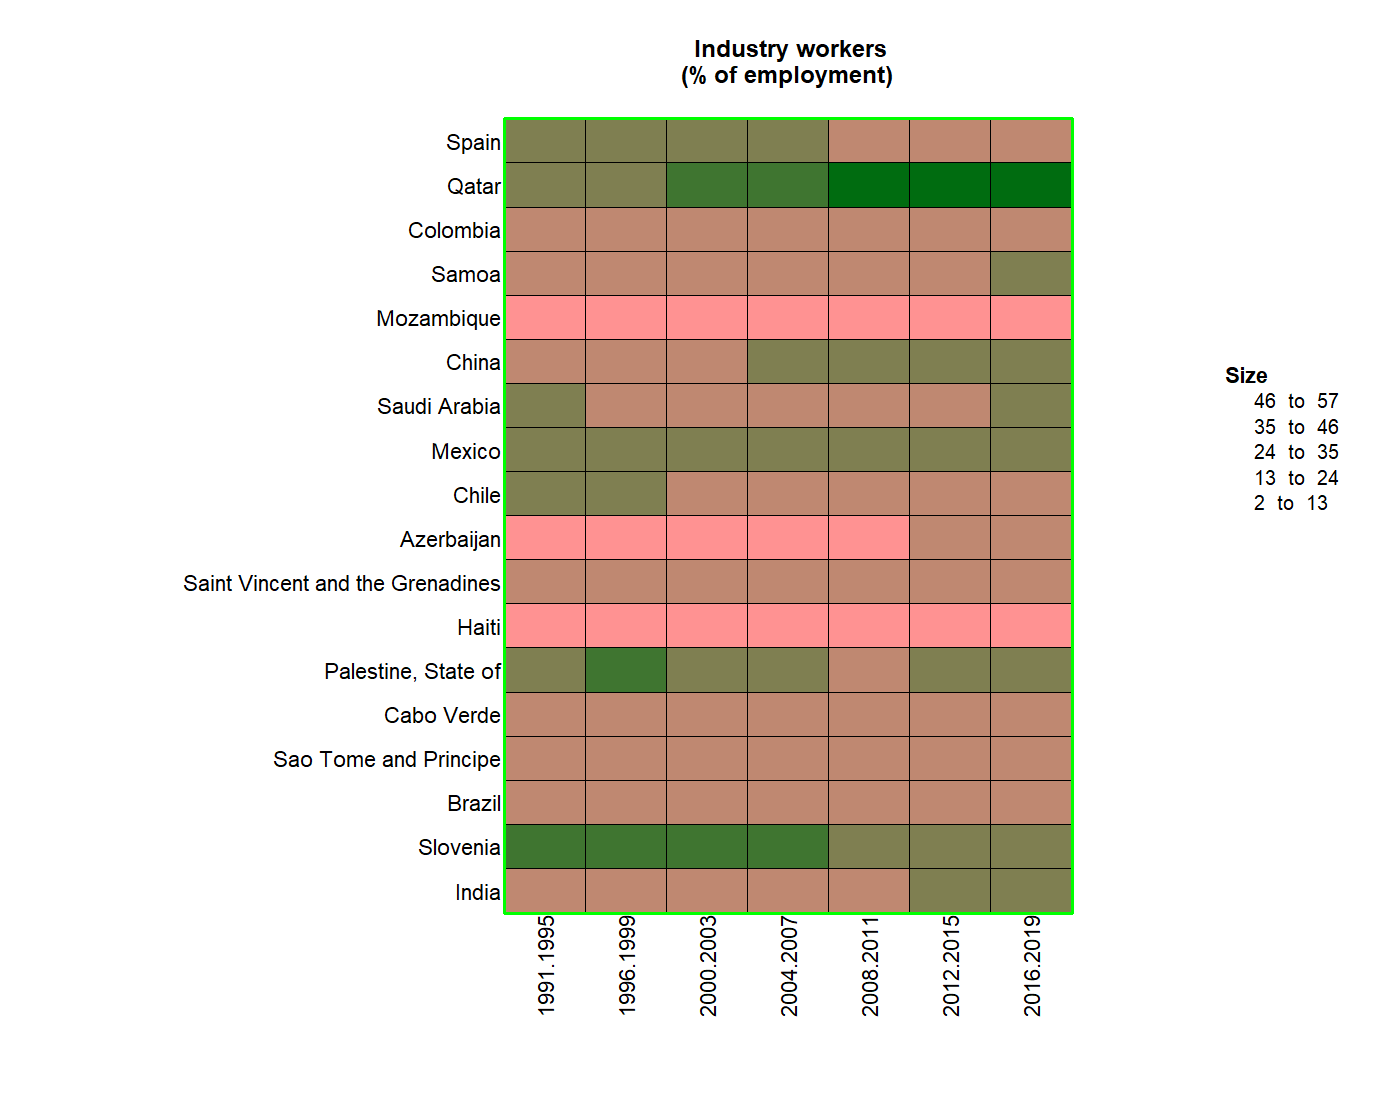 Industry workers
(% of employment)
Spain
Qatar
Colombia
Samoa
Mozambique
China
Saudi Arabia
Mexico
Chile
Azerbaijan
Saint Vincent and the Grenadines
Haiti
Palestine, State of
Cabo Verde
Sao Tome and Principe
Brazil
Slovenia
India
1991.1995
1996.1999
2000.2003
2004.2007
2008.2011
2012.2015
2016.2019
Size
46 to 57
35 to 46
24 to 35
13 to 24
2 to 13